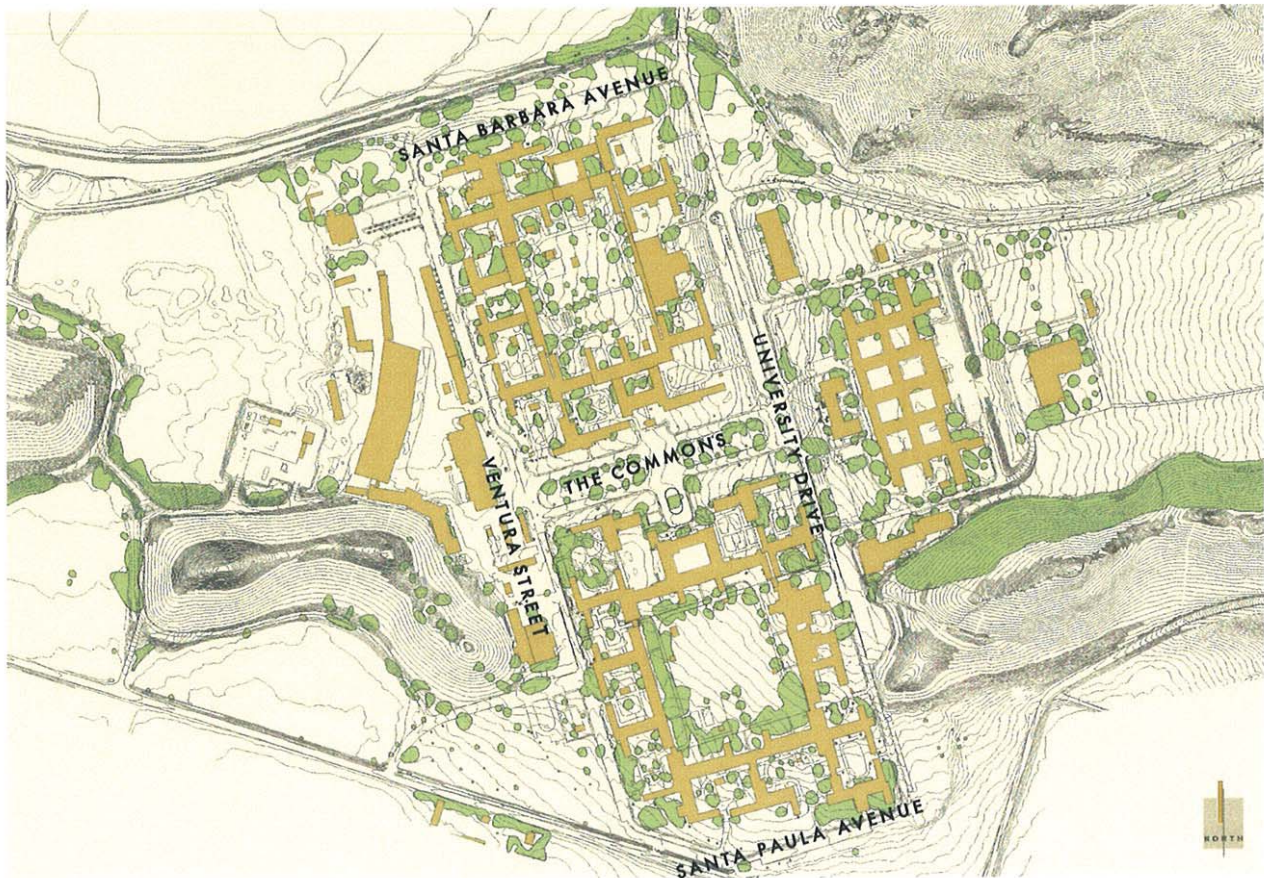 SANTA BARBARA AVENUE
UNIVERSITY DRIVE
THE COMMONS
VENTURA STREET
SANTA PAULA AVENUE
NORTH